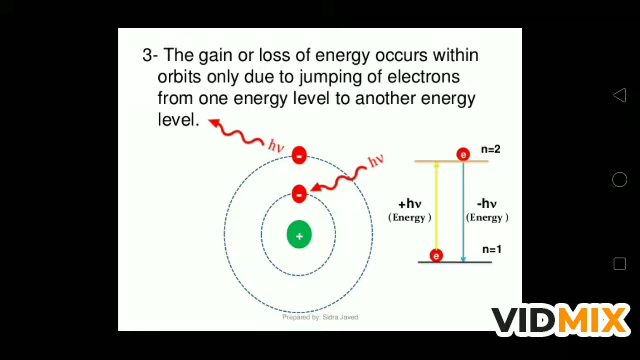 3- The gain or loss of energy occurs within
orbits only due to jumping of electrons
from one energy level to another energy
level.
hν
hν
-
-
+
n=2
e
+hν
(Energy)
-hν
(Energy)
n=1
e
Prepared by: Sidra Javed
VIDMIX